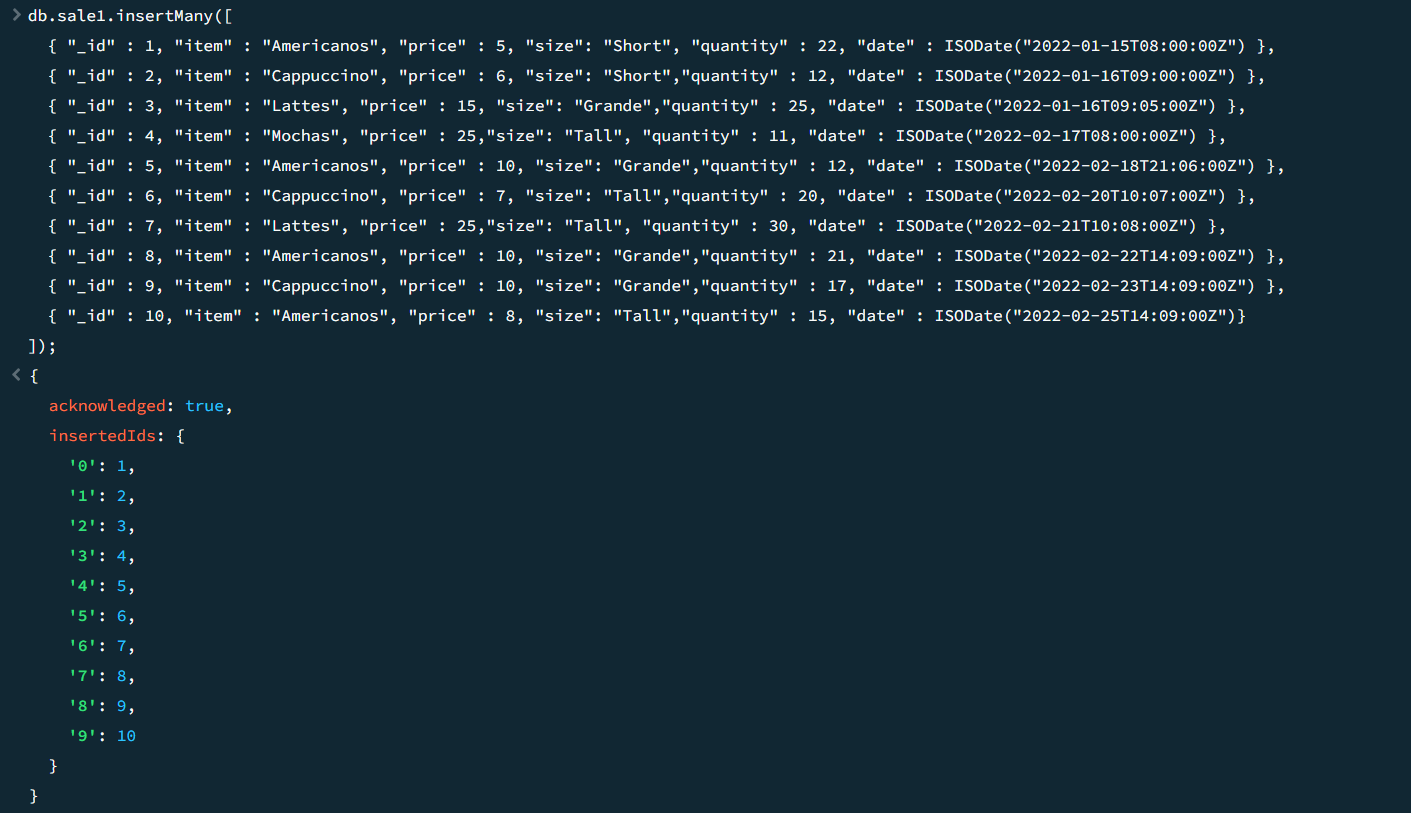 db.sale1.insertMany([
{ "_id" : 1, "item" : "Americanos", "price" : 5, "size": "Short", "quantity" : 22, "date" : ISODate("2022-01-15T08:00:00Z") },
{ "_id" : 2, "item" : "Cappuccino", "price" : 6, "size": "Short","quantity" : 12, "date" : ISODate("2022-01-16T09:00:00Z") },
{ "_id" : 3, "item" : "Lattes", "price" : 15, "size": "Grande","quantity" : 25, "date" : ISODate("2022-01-16T09:05:00Z") },
{ "_id" : 4, "item" : "Mochas", "price" : 25,"size": "Tall", "quantity" : 11, "date" : ISODate("2022-02-17T08:00:00Z") },
{ "_id" : 5, "item" : "Americanos", "price" : 10, "size": "Grande","quantity" : 12, "date" : ISODate("2022-02-18T21:06:00Z") },
{ "_id" : 6, "item" : "Cappuccino", "price" : 7, "size": "Tall","quantity" : 20, "date" : ISODate("2022-02-20T10:07:00Z") },
{ "_id" : 7, "item" : "Lattes", "price" : 25,"size": "Tall", "quantity" : 30, "date" : ISODate("2022-02-21T10:08:00Z") },
{ "_id" : 8, "item" : "Americanos", "price" : 10, "size": "Grande","quantity" : 21, "date" : ISODate("2022-02-22T14:09:00Z") },
{ "_id" : 9, "item" : "Cappuccino", "price" : 10, "size": "Grande","quantity" : 17, "date" : ISODate("2022-02-23T14:09:00Z") },
{ "_id" : 10, "item" : "Americanos", "price" : 8, "size": "Tall","quantity" : 15, "date" : ISODate("2022-02-25T14:09:00Z")}
]);
{
acknowledged: true,
insertedIds: {
'0': 1,
'1': 2,
'2': 3,
'3': 4,
'4': 5,
'5': 6,
'6': 7,
'7': 8,
'8': 9,
'9': 10
}
}